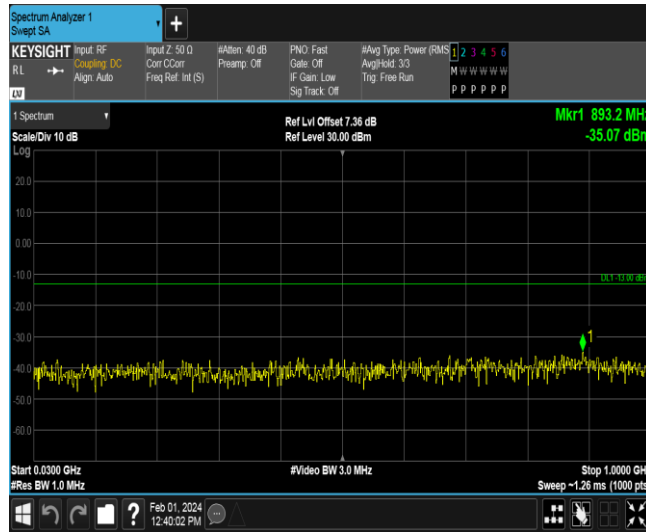 Spectrum Analyzer 1
Swept SA
+
KEYSIGHT
RL
LXI
Input: RF
Coupling: DC
Align: Auto
Input Z: 50 Ω
Corr CCorr
Freq Ref: Int (S)
#Atten: 40 dB
Preamp: Off
PNO: Fast
Gate: Off
IF Gain: Low
Sig Track: Off
#Avg Type: Power (RMS
Avg|Hold: 3/3
Trig: Free Run
1 2 3 4 5 6
M W W W W W
P P P P P P
1 Spectrum
Scale/Div 10 dB
Ref Lvl Offset 7.36 dB
Ref Level 30.00 dBm
Mkr1 893.2 MHz
-35.07 dBm
Log
20.0
10.0
0.00
-10.0
DL1 -13.00 dBm
-20.0
-30.0
1
-40.0
-50.0
-60.0
Start 0.0300 GHz
#Video BW 3.0 MHz
Stop 1.0000 GH
#Res BW 1.0 MHz
Sweep ~1.26 ms (1000 pts
?
Feb 01, 2024
12:40:02 PM